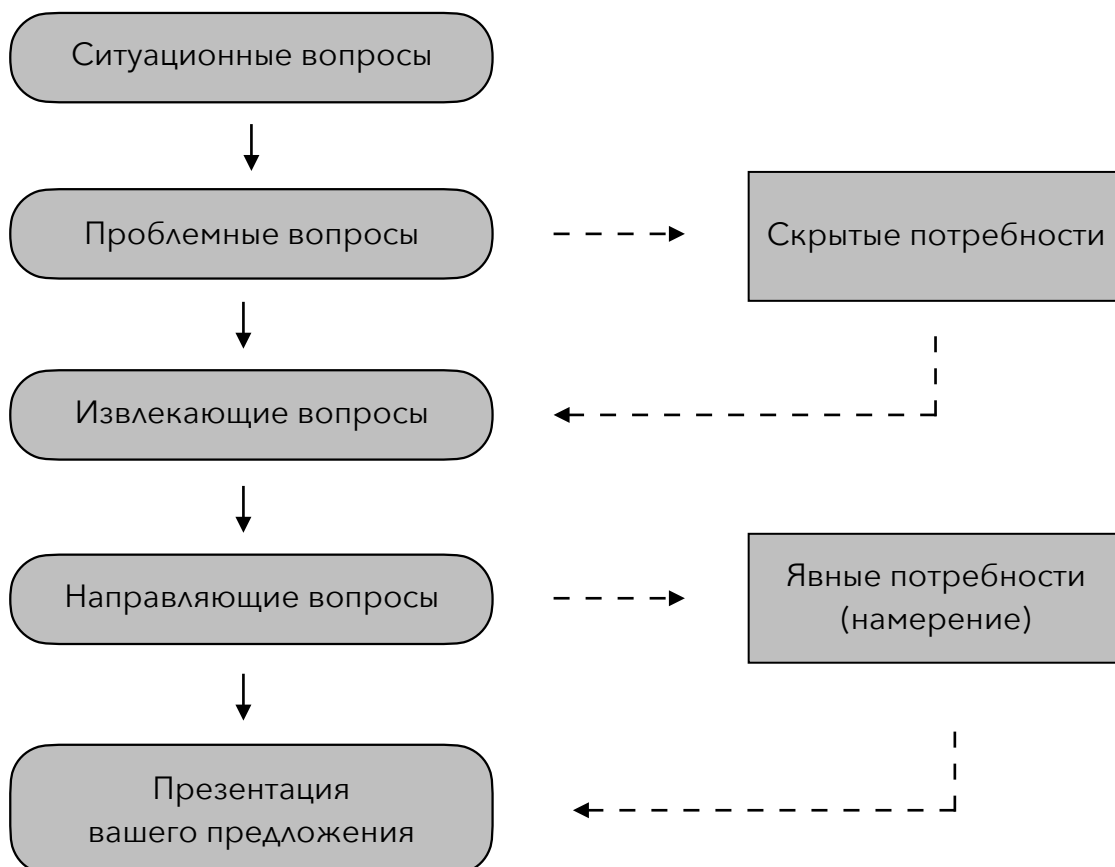 Ситуационные вопросы
Проблемные вопросы
Скрытые потребности
Извлекающие вопросы
Направляющие вопросы
Явные потребности
(намерение)
Презентация
вашего предложения